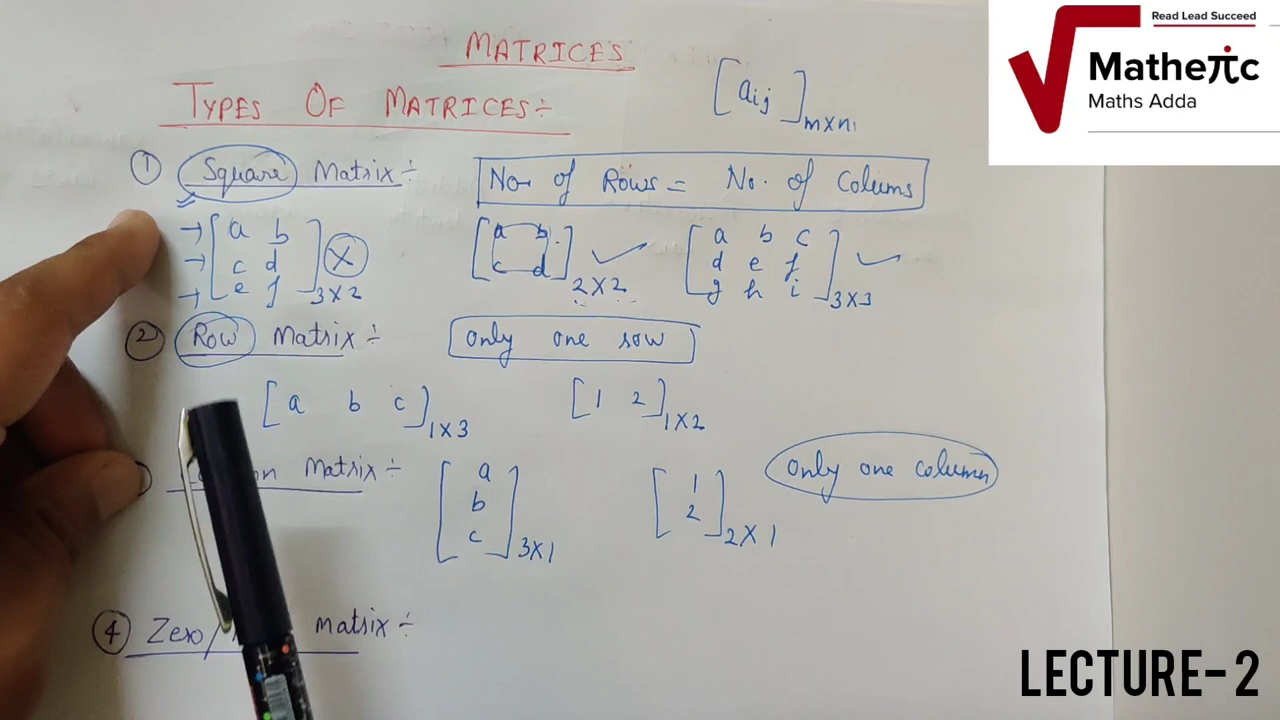 Read Lead Succeed
Matheπc
Maths Adda
MATRICES
TYPES OF MATRICES÷
[aij]m×n
① Square Matrix÷
No. of Rows = No. of Colums
→ [ a b
→ c d
→ e f ]3×2 X
[ a b
c d ]2×2 ✓
[ a b c
d e f
g h i ]3×3 ✓
② Row Matrix÷
Only one row
[ a b c ]1×3
[ 1 2 ]1×2
Matrix÷
[ a
b
c ]3×1
[ 1
2 ]2×1
Only one column
④ Zero/ matrix÷
LECTURE- 2